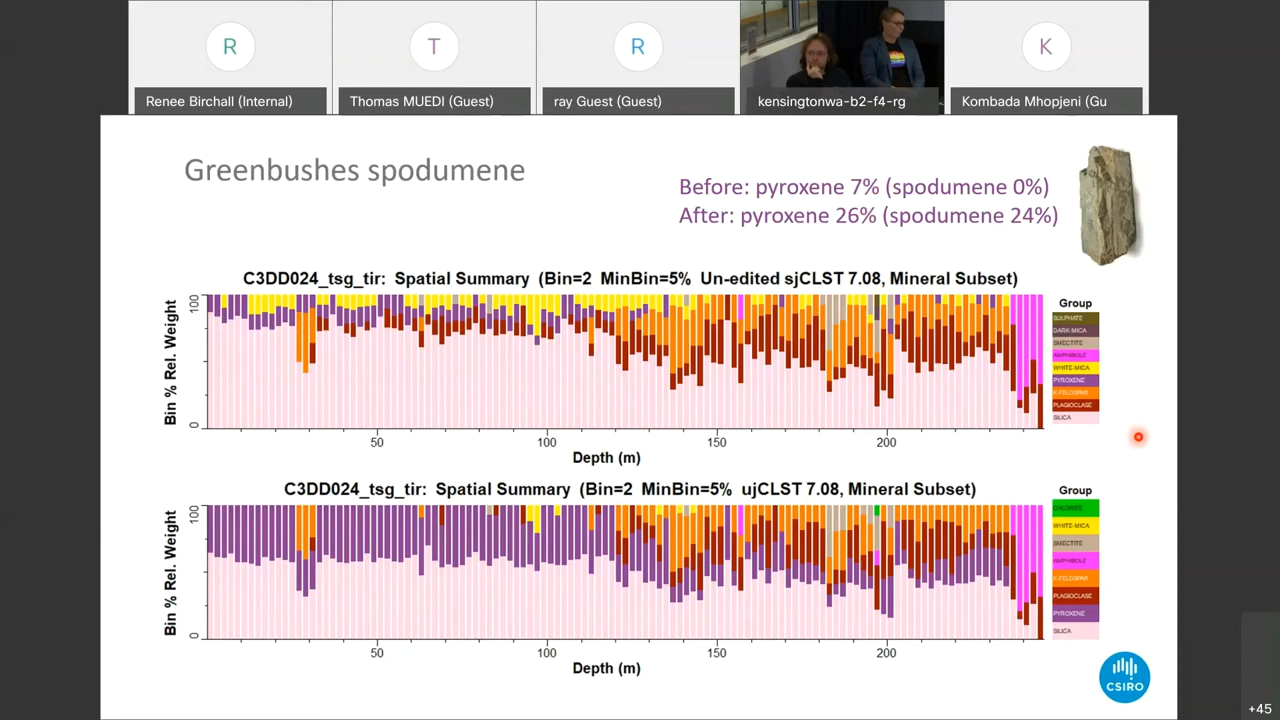 R
T
R
K
Renee Birchall (Internal)
Thomas MUEDI (Guest)
ray Guest (Guest)
kensingtonwa-b2-f4-rg
Kombada Mhopjeni (Gu
Greenbushes spodumene
Before: pyroxene 7% (spodumene 0%)
After: pyroxene 26% (spodumene 24%)
C3DD024_tsg_tir: Spatial Summary (Bin=2 MinBin=5% Un-edited sjCLST 7.08, Mineral Subset)
Bin % Rel. Weight
100
0
50
100
150
200
Depth (m)
Group
SULPHATE
DARK-MICA
SMECTITE
AMPHIBOLE
WHITE-MICA
PYROXENE
K-FELDSPAR
PLAGIOCLASE
SILICA
C3DD024_tsg_tir: Spatial Summary (Bin=2 MinBin=5% ujCLST 7.08, Mineral Subset)
Bin % Rel. Weight
100
0
50
100
150
200
Depth (m)
Group
CHLORITE
WHITE-MICA
SMECTITE
AMPHIBOLE
K-FELDSPAR
PLAGIOCLASE
PYROXENE
SILICA
CSIRO
+45